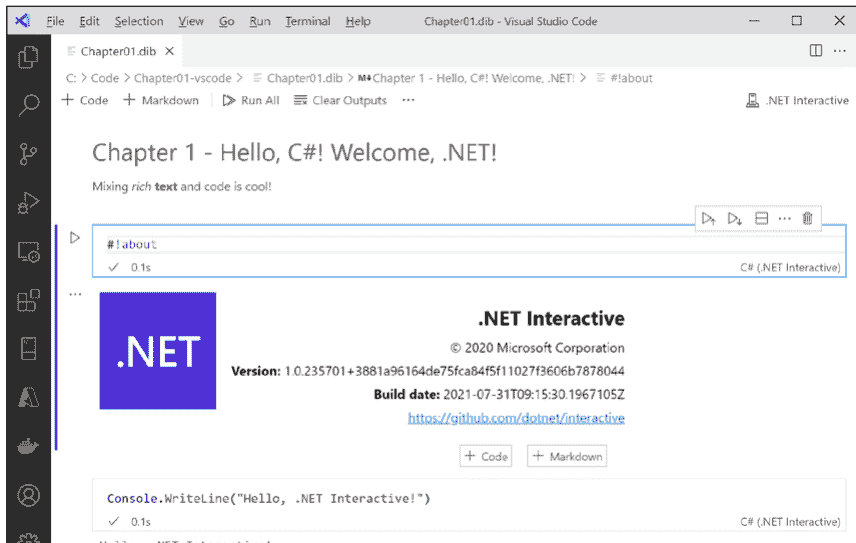 File Edit Selection View Go Run Terminal Help Chapter01.dib - Visual Studio Code
Chapter01.dib
C: > Code > Chapter01-vscode > Chapter01.dib > M↓Chapter 1 - Hello, C#! Welcome, .NET! > #!about
+ Code + Markdown Run All Clear Outputs ··· .NET Interactive
Chapter 1 - Hello, C#! Welcome, .NET!
Mixing rich text and code is cool!
#!about
0.1s C# (.NET Interactive)
.NET
.NET Interactive
© 2020 Microsoft Corporation
Version: 1.0.235701+3881a96164de75fca84f5f11027f3606b7878044
Build date: 2021-07-31T09:15:30.1967105Z
https://github.com/dotnet/interactive
+ Code + Markdown
Console.WriteLine("Hello, .NET Interactive!")
0.1s C# (.NET Interactive)